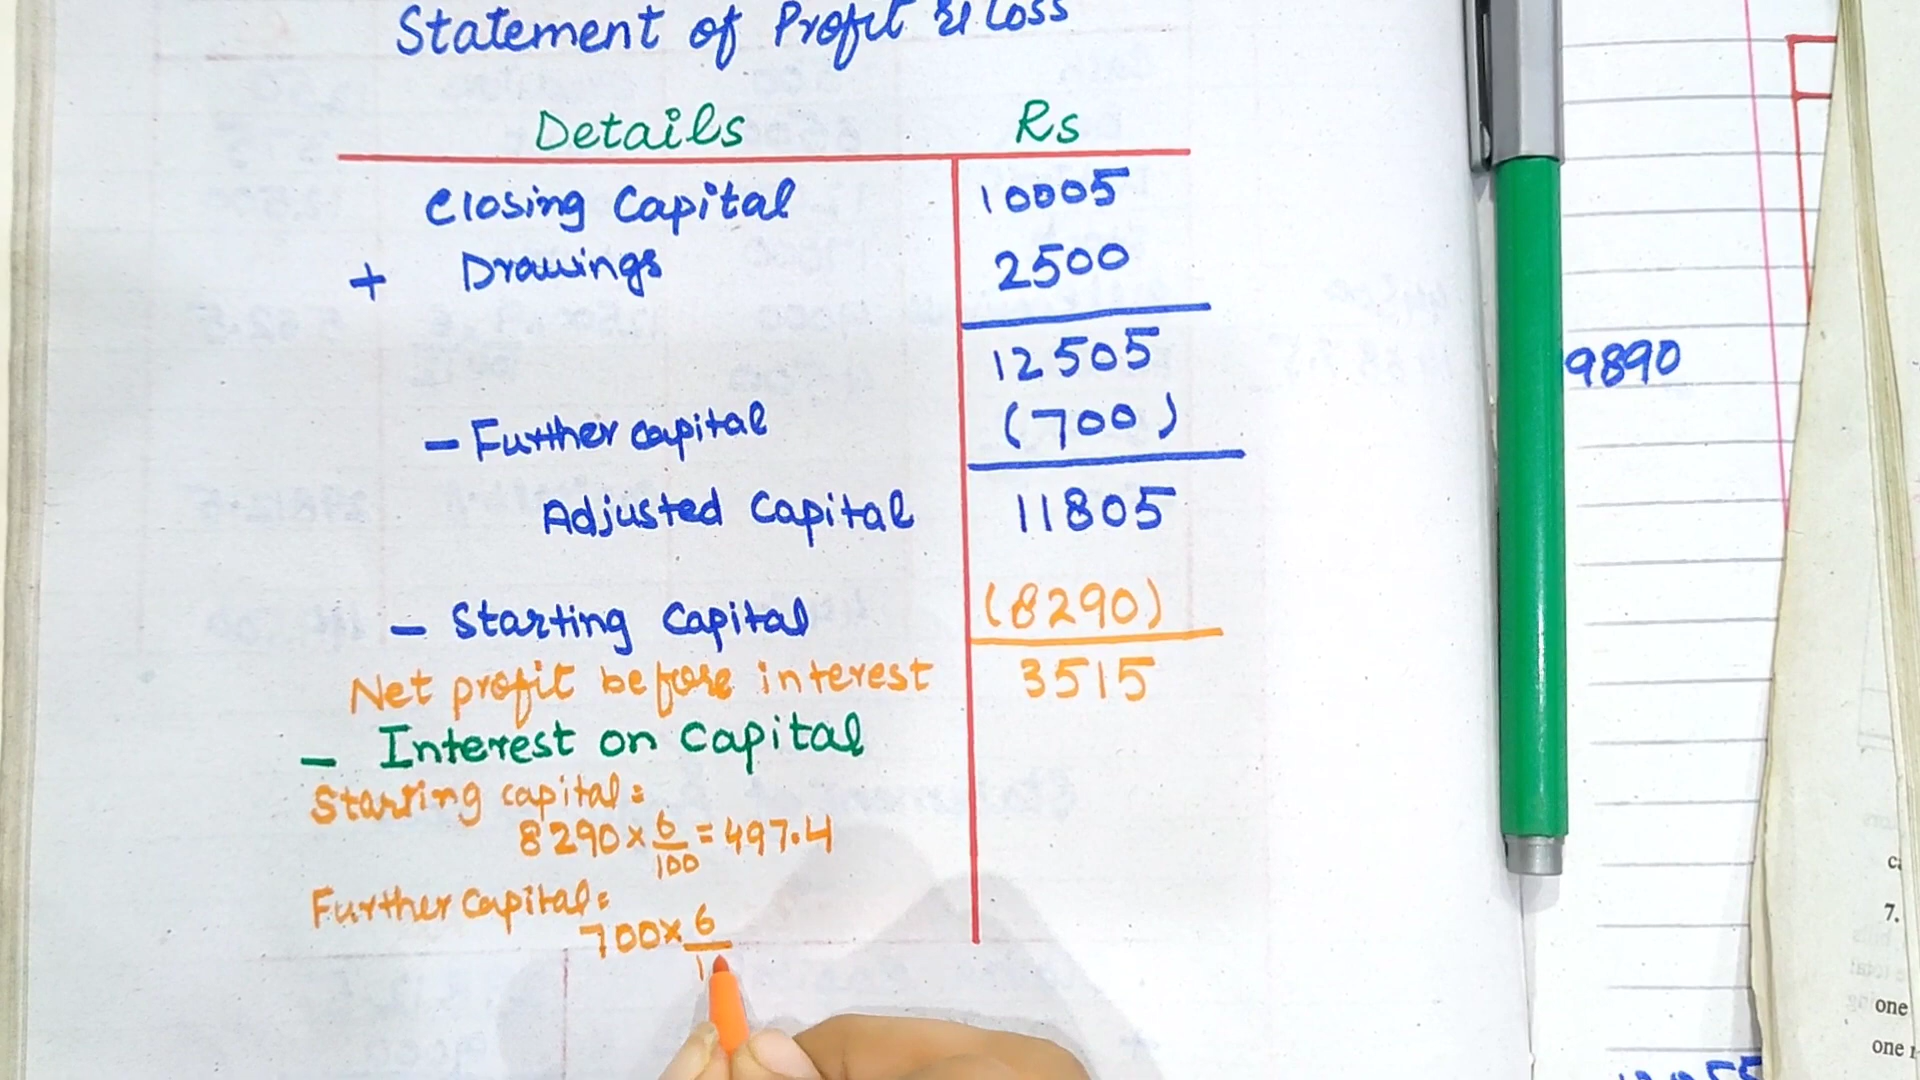 Statement of Profit & Loss
Details Rs
Closing Capital 10005
+ Drawings 2500
12505
- Further capital (700)
Adjusted Capital 11805
- Starting Capital (8290)
Net profit before interest 3515
- Interest on Capital
Starting capital =
8290 × 6/100 = 497.4
Further Capital =
700 × 6/1
9890
7.
one
one